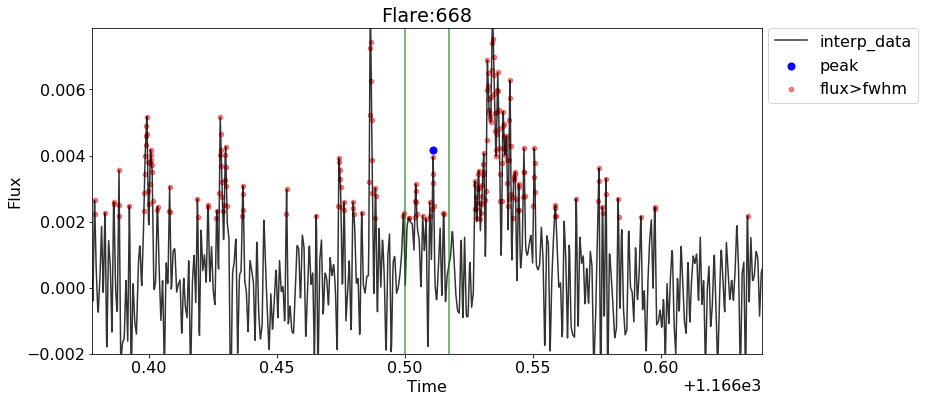 Flare:668
interp_data
peak
flux>fwhm
Flux
0.006
0.004
0.002
0.000
−0.002
0.40
0.45
0.50
0.55
0.60
Time
+1.166e3